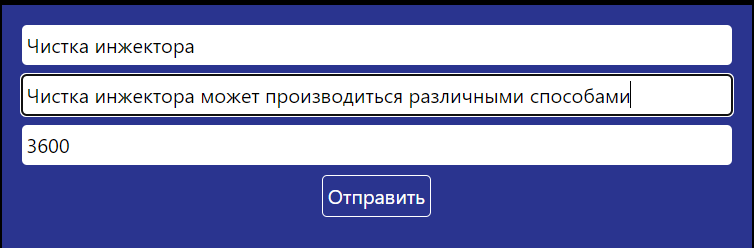 Чистка инжектора
Чистка инжектора может производиться различными способами
3600
Отправить